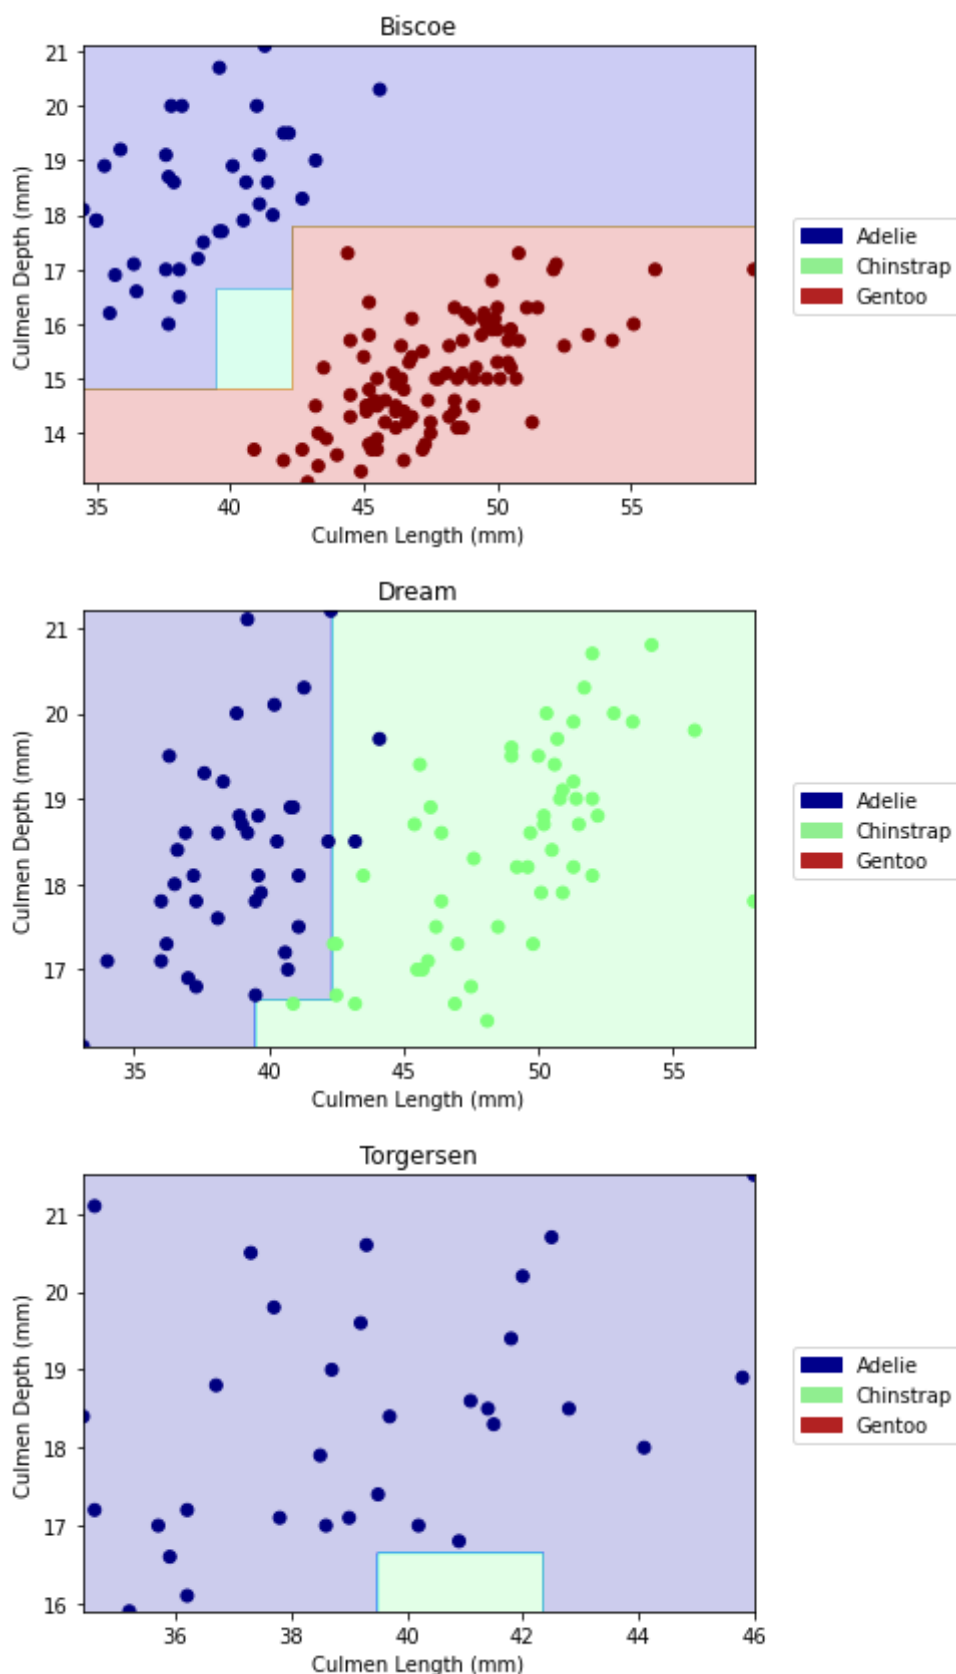 Biscoe
21
20
19
18
17
16
15
14
Culmen Depth (mm)
35 40 45 50 55
Culmen Length (mm)
Adelie
Chinstrap
Gentoo
Dream
21
20
19
18
17
Culmen Depth (mm)
35 40 45 50 55
Culmen Length (mm)
Adelie
Chinstrap
Gentoo
Torgersen
21
20
19
18
17
16
Culmen Depth (mm)
36 38 40 42 44 46
Culmen Length (mm)
Adelie
Chinstrap
Gentoo